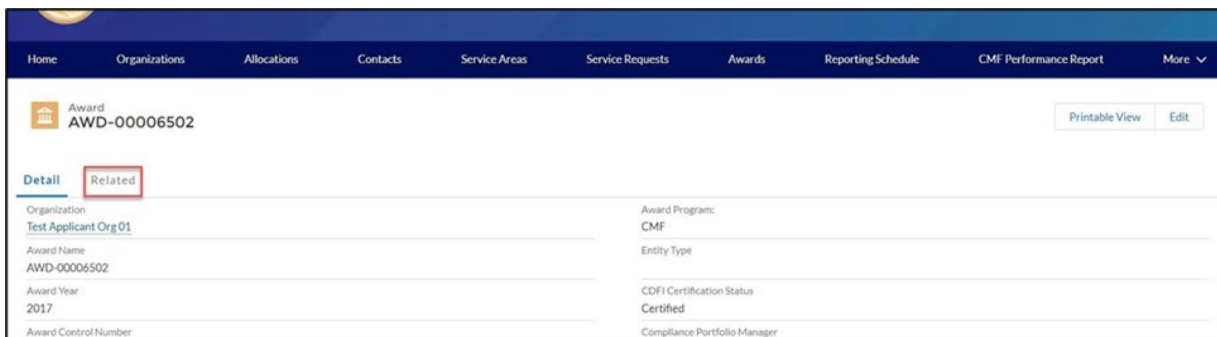 Home Organizations Allocations Contacts Service Areas Service Requests Awards Reporting Schedule CMF Performance Report More
Award
AWD-00006502
Printable View Edit
Detail Related
Organization Award Program:
Test Applicant Org 01 CMF
Award Name Entity Type
AWD-00006502
Award Year CDFI Certification Status
2017 Certified
Award Control Number Compliance Portfolio Manager